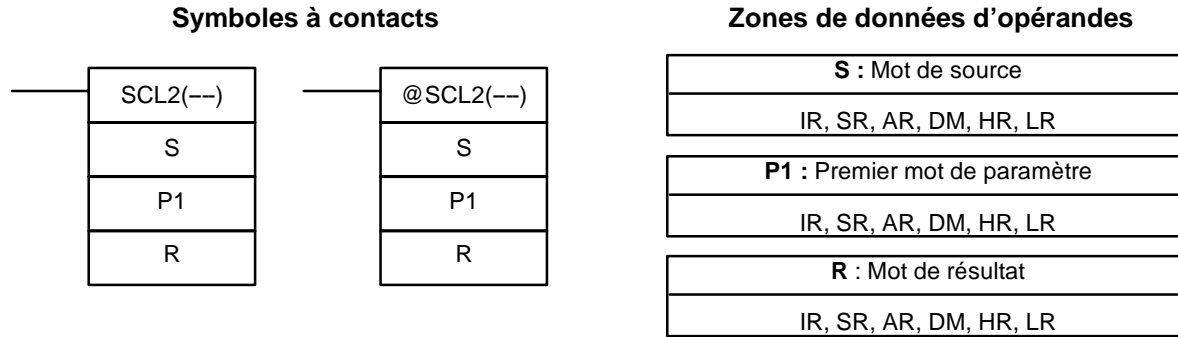 Symboles à contacts
SCL2(---)
S
P1
R
@SCL2(---)
S
P1
R
Zones de données d’opérandes
S : Mot de source
IR, SR, AR, DM, HR, LR
P1 : Premier mot de paramètre
IR, SR, AR, DM, HR, LR
R : Mot de résultat
IR, SR, AR, DM, HR, LR